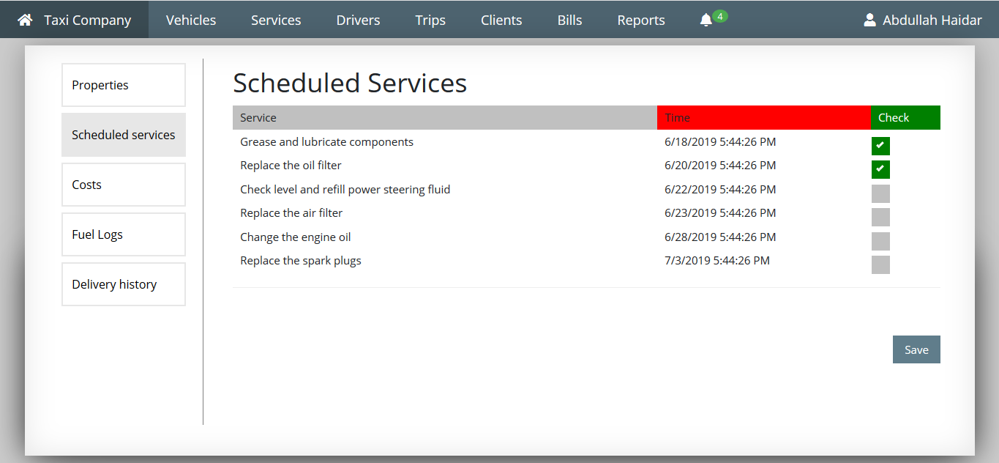 Taxi Company Vehicles Services Drivers Trips Clients Bills Reports 4 Abdullah Haidar
Properties
Scheduled services
Costs
Fuel Logs
Delivery history
Scheduled Services
Service Time Check
Grease and lubricate components 6/18/2019 5:44:26 PM
Replace the oil filter 6/20/2019 5:44:26 PM
Check level and refill power steering fluid 6/22/2019 5:44:26 PM
Replace the air filter 6/23/2019 5:44:26 PM
Change the engine oil 6/28/2019 5:44:26 PM
Replace the spark plugs 7/3/2019 5:44:26 PM
Save